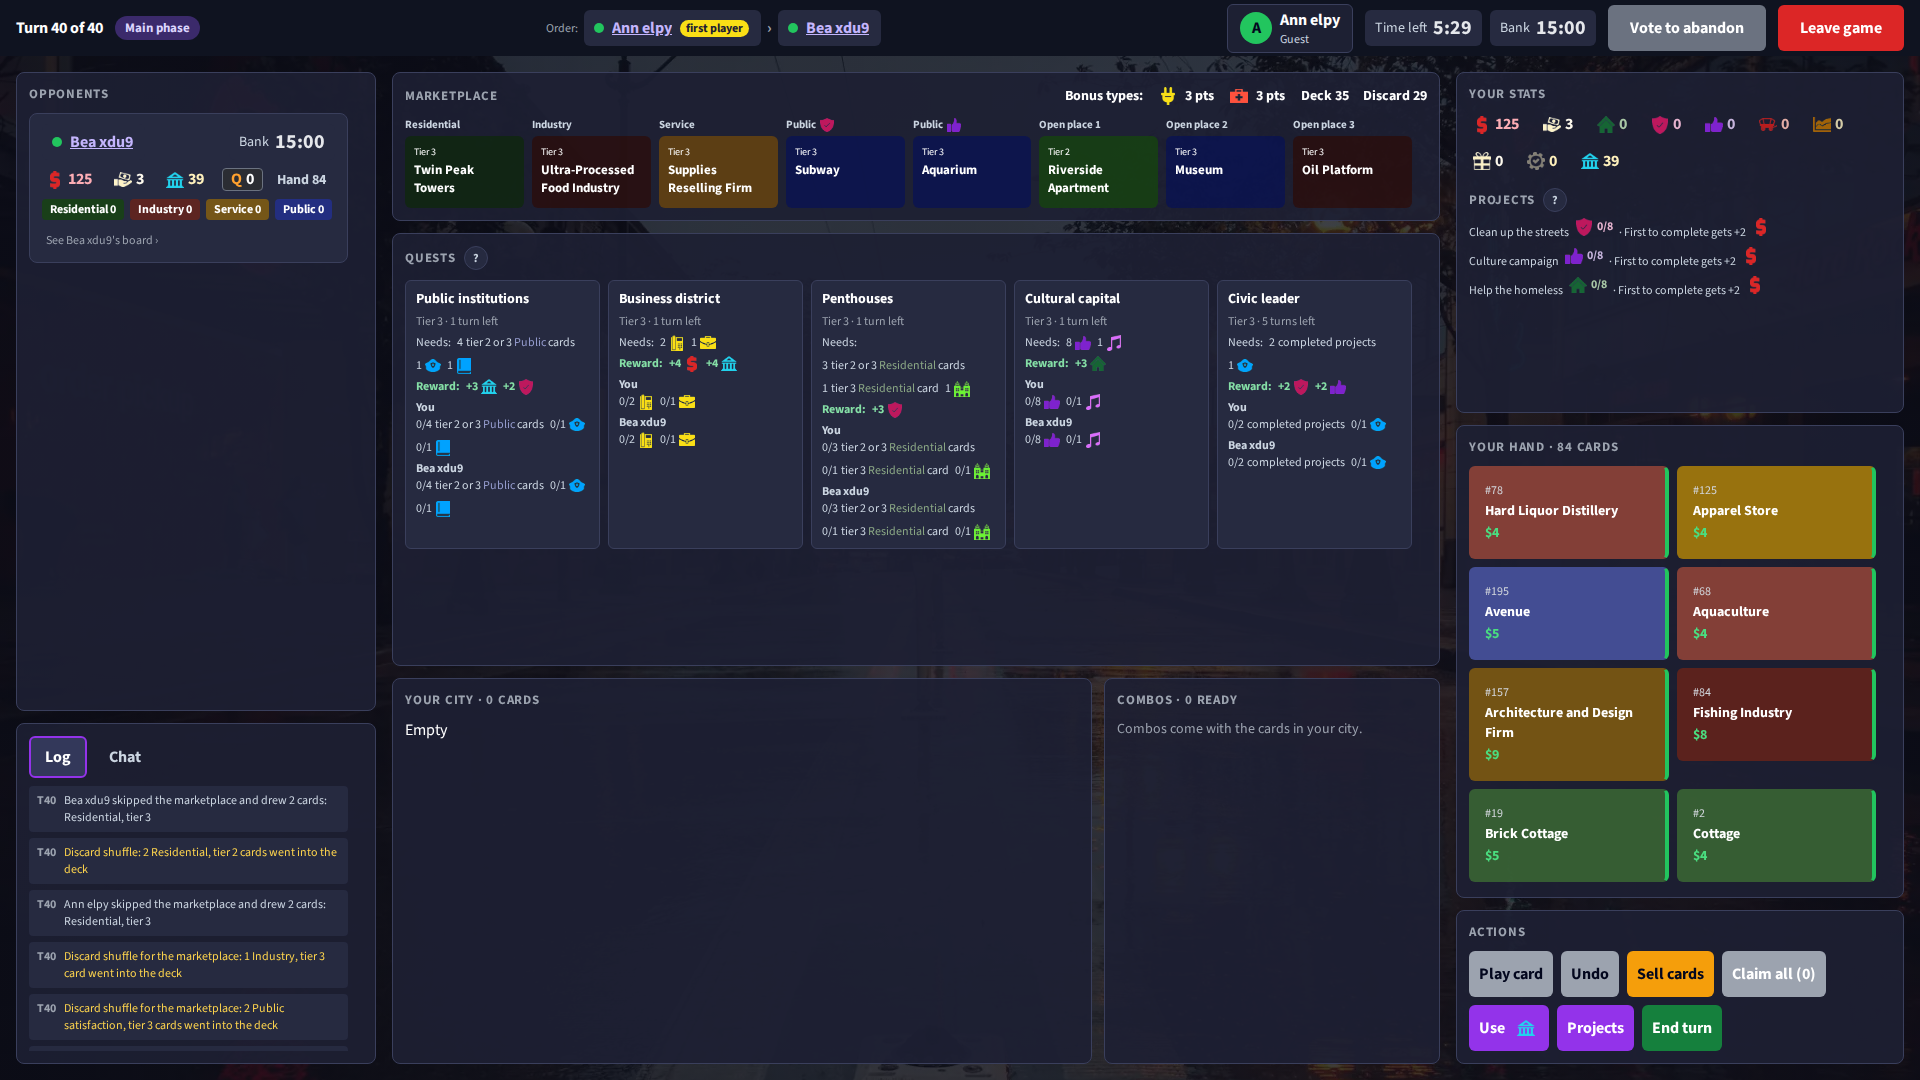 Turn 40 of 40 Main phase
Order: Ann elpy first player › Bea xdu9
A Ann elpy
Guest
Time left 5:29
Bank 15:00
Vote to abandon
Leave game
OPPONENTS
Bea xdu9 Bank 15:00
125 3 39 Q 0 Hand 84
Residential 0 Industry 0 Service 0 Public 0
See Bea xdu9's board ›
Log Chat
T40 Bea xdu9 skipped the marketplace and drew 2 cards:
Residential, tier 3
T40 Discard shuffle: 2 Residential, tier 2 cards went into the
deck
T40 Ann elpy skipped the marketplace and drew 2 cards:
Residential, tier 3
T40 Discard shuffle for the marketplace: 1 Industry, tier 3
card went into the deck
T40 Discard shuffle for the marketplace: 2 Public
satisfaction, tier 3 cards went into the deck
MARKETPLACE
Bonus types: 3 pts 3 pts Deck 35 Discard 29
Residential
Tier 3
Twin Peak
Towers
Industry
Tier 3
Ultra-Processed
Food Industry
Service
Tier 3
Supplies
Reselling Firm
Public
Tier 3
Subway
Public
Tier 3
Aquarium
Open place 1
Tier 2
Riverside
Apartment
Open place 2
Tier 3
Museum
Open place 3
Tier 3
Oil Platform
QUESTS ?
Public institutions
Tier 3 · 1 turn left
Needs: 4 tier 2 or 3 Public cards
1 1
Reward: +3 +2
You
0/4 tier 2 or 3 Public cards 0/1
0/1
Bea xdu9
0/4 tier 2 or 3 Public cards 0/1
0/1
Business district
Tier 3 · 1 turn left
Needs: 2 1
Reward: +4 $ +4
You
0/2 0/1
Bea xdu9
0/2 0/1
Penthouses
Tier 3 · 1 turn left
Needs:
3 tier 2 or 3 Residential cards
1 tier 3 Residential card 1
Reward: +3
You
0/3 tier 2 or 3 Residential cards
0/1 tier 3 Residential card 0/1
Bea xdu9
0/3 tier 2 or 3 Residential cards
0/1 tier 3 Residential card 0/1
Cultural capital
Tier 3 · 1 turn left
Needs: 8 1
Reward: +3
You
0/8 0/1
Bea xdu9
0/8 0/1
Civic leader
Tier 3 · 5 turns left
Needs: 2 completed projects
1
Reward: +2 +2
You
0/2 completed projects 0/1
Bea xdu9
0/2 completed projects 0/1
YOUR CITY · 0 CARDS
Empty
COMBOS · 0 READY
Combos come with the cards in your city.
YOUR STATS
$ 125 3 0 0 0 0 0
0 0 39
PROJECTS ?
Clean up the streets 0/8 · First to complete gets +2 $
Culture campaign 0/8 · First to complete gets +2 $
Help the homeless 0/8 · First to complete gets +2 $
YOUR HAND · 84 CARDS
#78
Hard Liquor Distillery
$4
#125
Apparel Store
$4
#195
Avenue
$5
#68
Aquaculture
$4
#157
Architecture and Design
Firm
$9
#84
Fishing Industry
$8
#19
Brick Cottage
$5
#2
Cottage
$4
ACTIONS
Play card Undo Sell cards Claim all (0)
Use Projects End turn